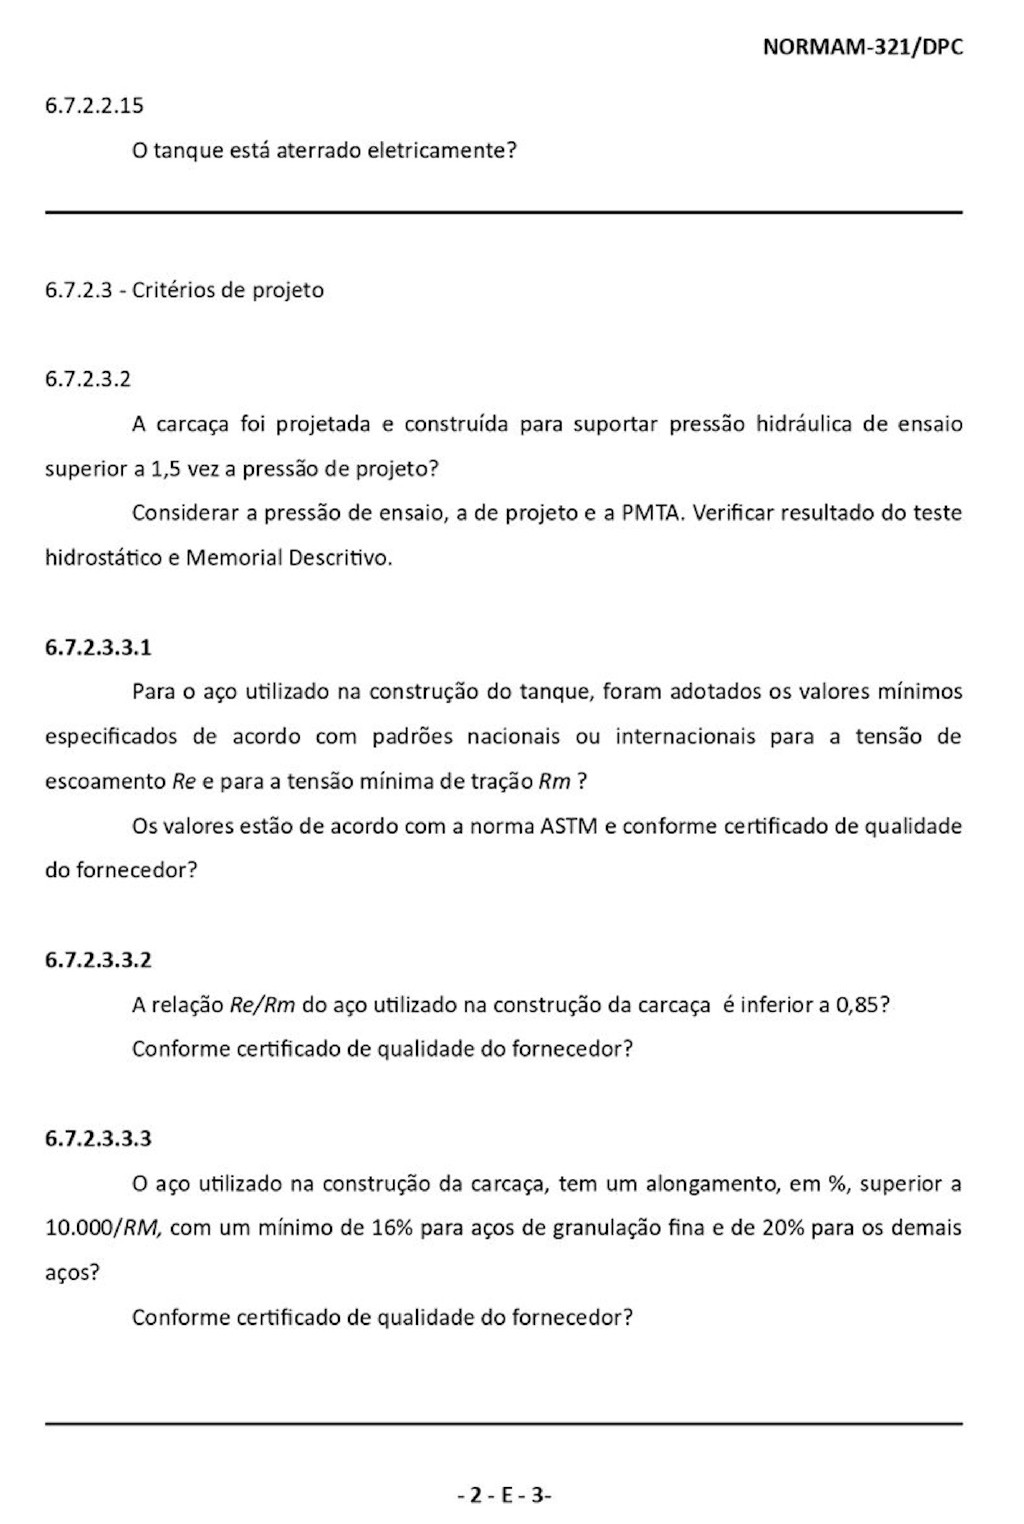 NORMAM-321/DPC
6.7.2.2.15
O tanque está aterrado eletricamente?
6.7.2.3 - Critérios de projeto
6.7.2.3.2
A carcaça foi projetada e construída para suportar pressão hidráulica de ensaio
superior a 1,5 vez a pressão de projeto?
Considerar a pressão de ensaio, a de projeto e a PMTA. Verificar resultado do teste
hidrostático e Memorial Descritivo.
6.7.2.3.3.1
Para o aço utilizado na construção do tanque, foram adotados os valores mínimos
especificados de acordo com padrões nacionais ou internacionais para a tensão de
escoamento Re e para a tensão mínima de tração Rm ?
Os valores estão de acordo com a norma ASTM e conforme certificado de qualidade
do fornecedor?
6.7.2.3.3.2
A relação Re/Rm do aço utilizado na construção da carcaça é inferior a 0,85?
Conforme certificado de qualidade do fornecedor?
6.7.2.3.3.3
O aço utilizado na construção da carcaça, tem um alongamento, em %, superior a
10.000/RM, com um mínimo de 16% para aços de granulação fina e de 20% para os demais
aços?
Conforme certificado de qualidade do fornecedor?
- 2 - E - 3-